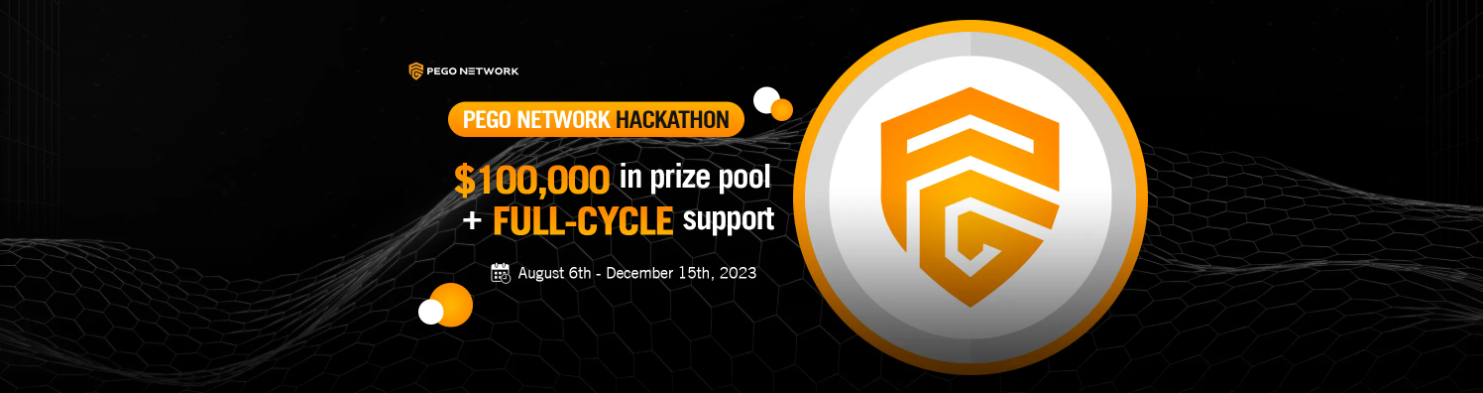 PEGO NETWORK
PEGO NETWORK HACKATHON
$100,000 in prize pool
+ FULL-CYCLE support
August 6th - December 15th, 2023